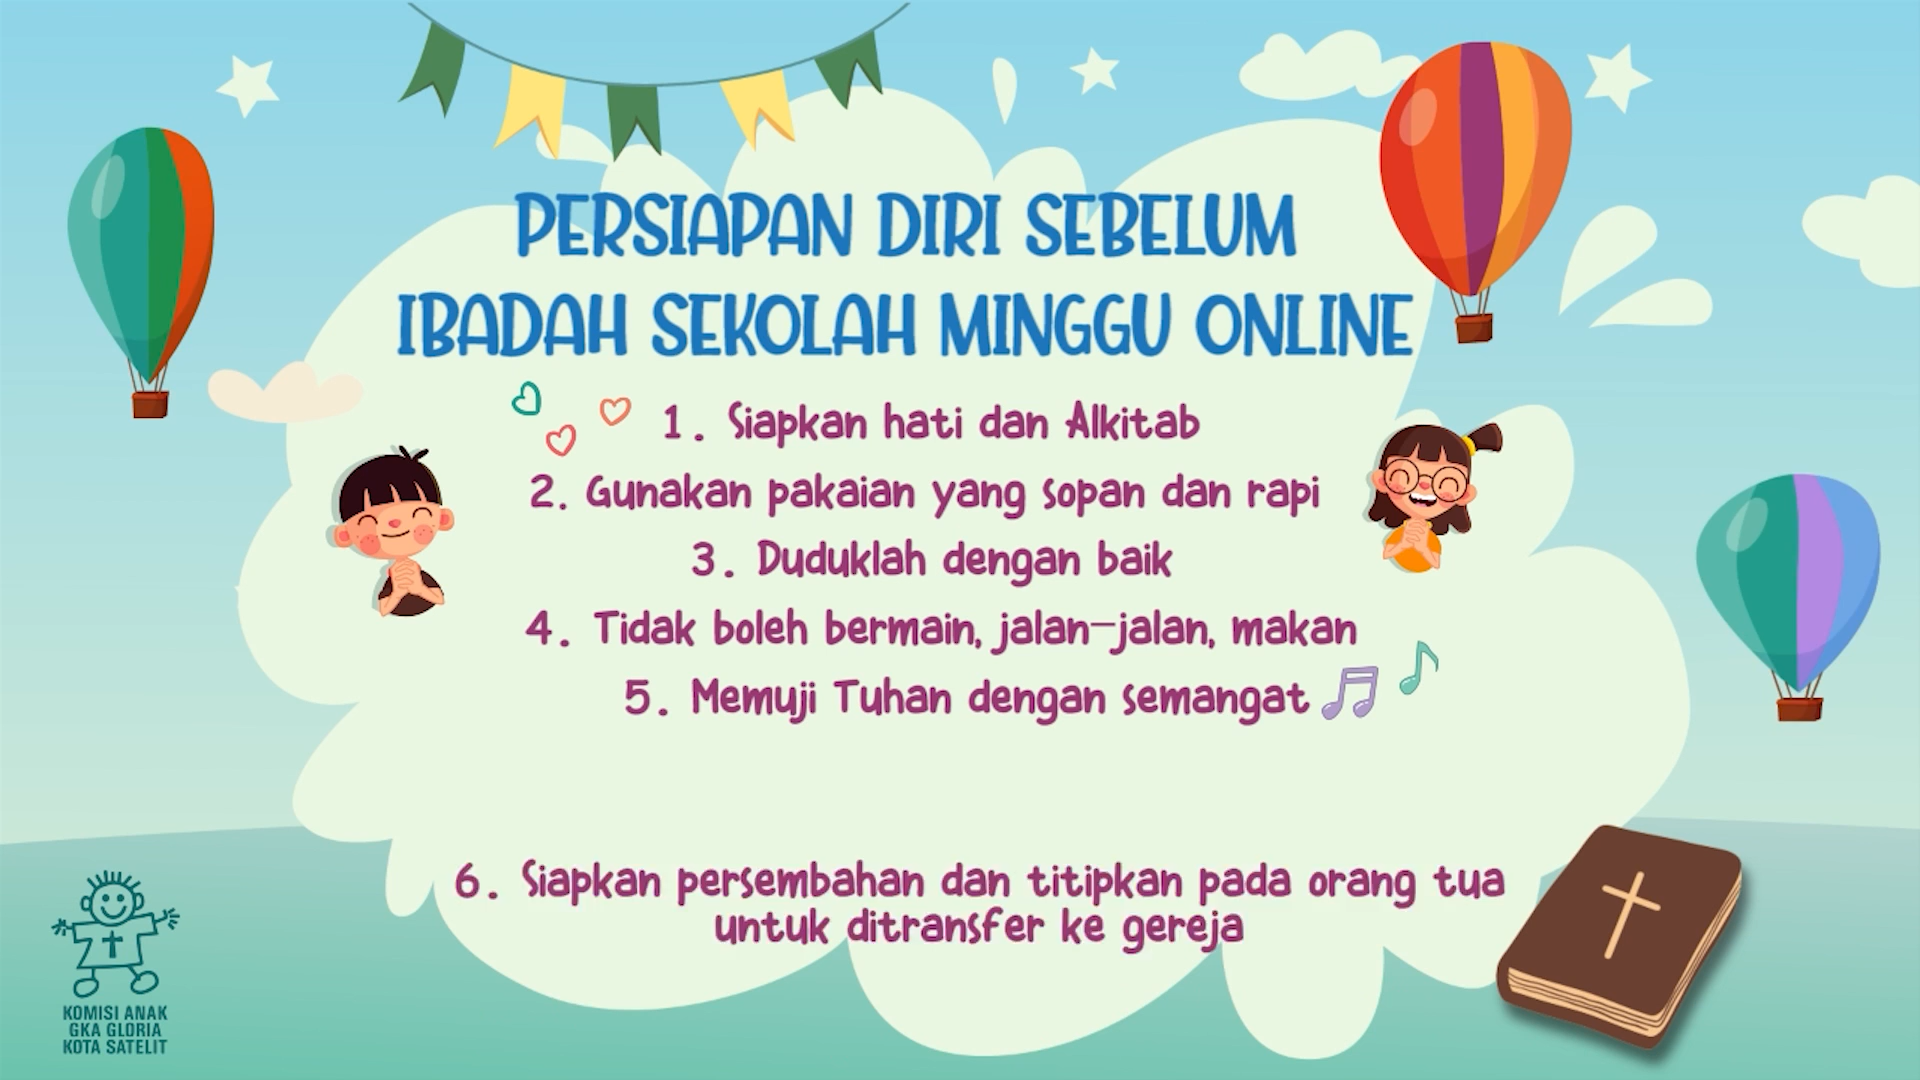 PERSIAPAN DIRI SEBELUM
IBADAH SEKOLAH MINGGU ONLINE
1. Siapkan hati dan Alkitab
2. Gunakan pakaian yang sopan dan rapi
3. Duduklah dengan baik
4. Tidak boleh bermain, jalan-jalan, makan
5. Memuji Tuhan dengan semangat
6. Siapkan persembahan dan titipkan pada orang tua
untuk ditransfer ke gereja
KOMISI ANAK
GKA GLORIA
KOTA SATELIT